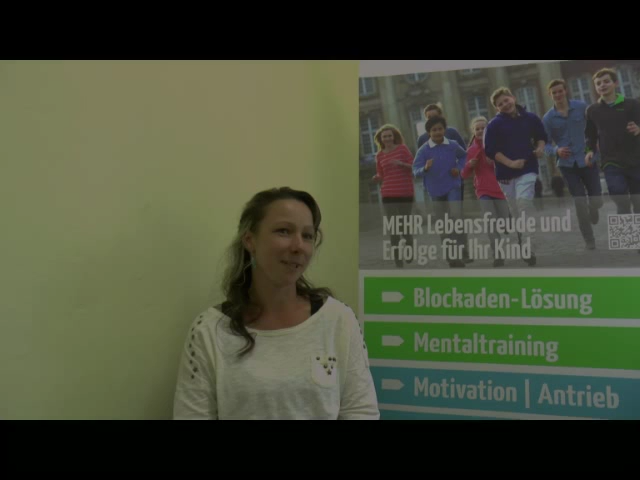 MEHR Lebensfreude und
Erfolge für Ihr Kind
Blockaden-Lösung
Mentaltraining
Motivation | Antrieb